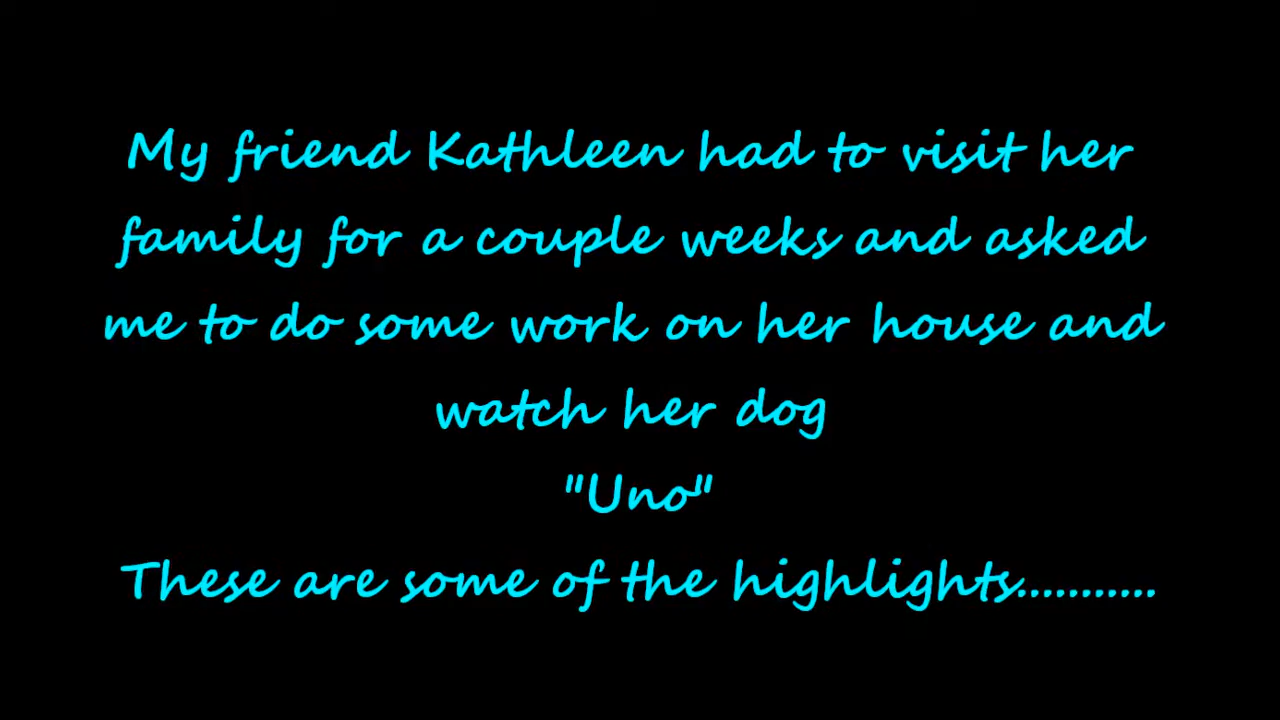 My friend Kathleen had to visit her
family for a couple weeks and asked
me to do some work on her house and
watch her dog
"Uno"
These are some of the highlights...........